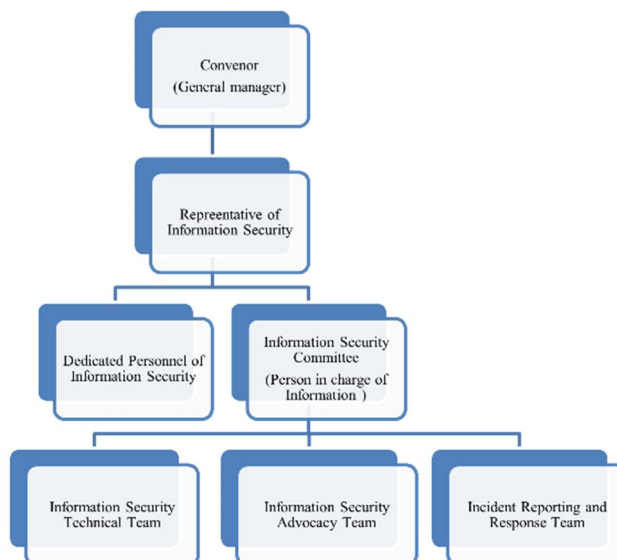 Convenor
(General manager)
Repreentative of
Information Security
Dedicated Personnel of
Information Security
Information Security
Committee
(Person in charge of
Information )
Information Security
Technical Team
Information Security
Advocacy Team
Incident Reporting and
Response Team